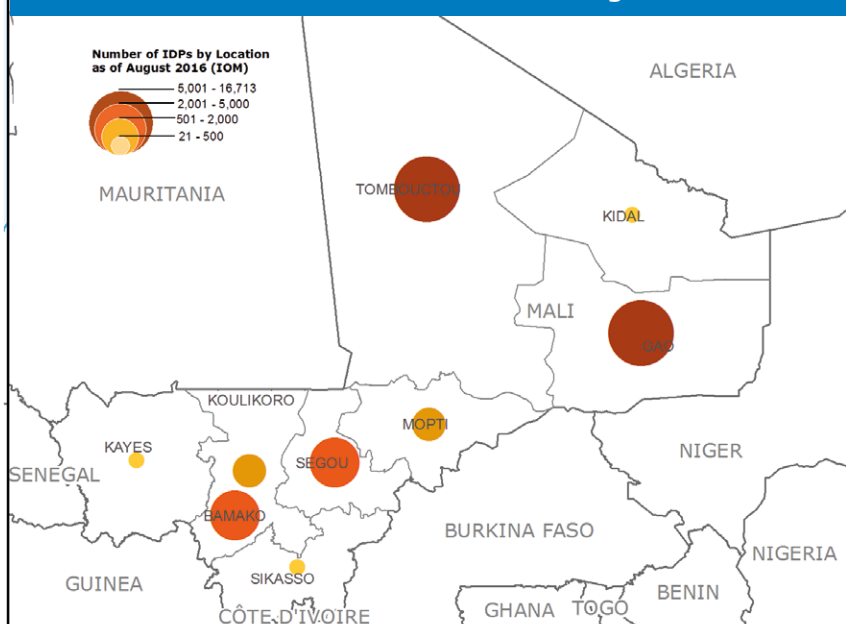 Number of IDPs by Location
as of August 2016 (IOM)
5,001 - 16,713
2,001 - 5,000
501 - 2,000
21 - 500
ALGERIA
MAURITANIA
TOMBOUCTOU
KIDAL
MALI
GAO
KOULIKORO
MOPTI
KAYES
SEGOU
NIGER
SENEGAL
BAMAKO
BURKINA FASO
NIGERIA
SIKASSO
GUINEA
BENIN
CÔTE D'IVOIRE
GHANA
TOGO